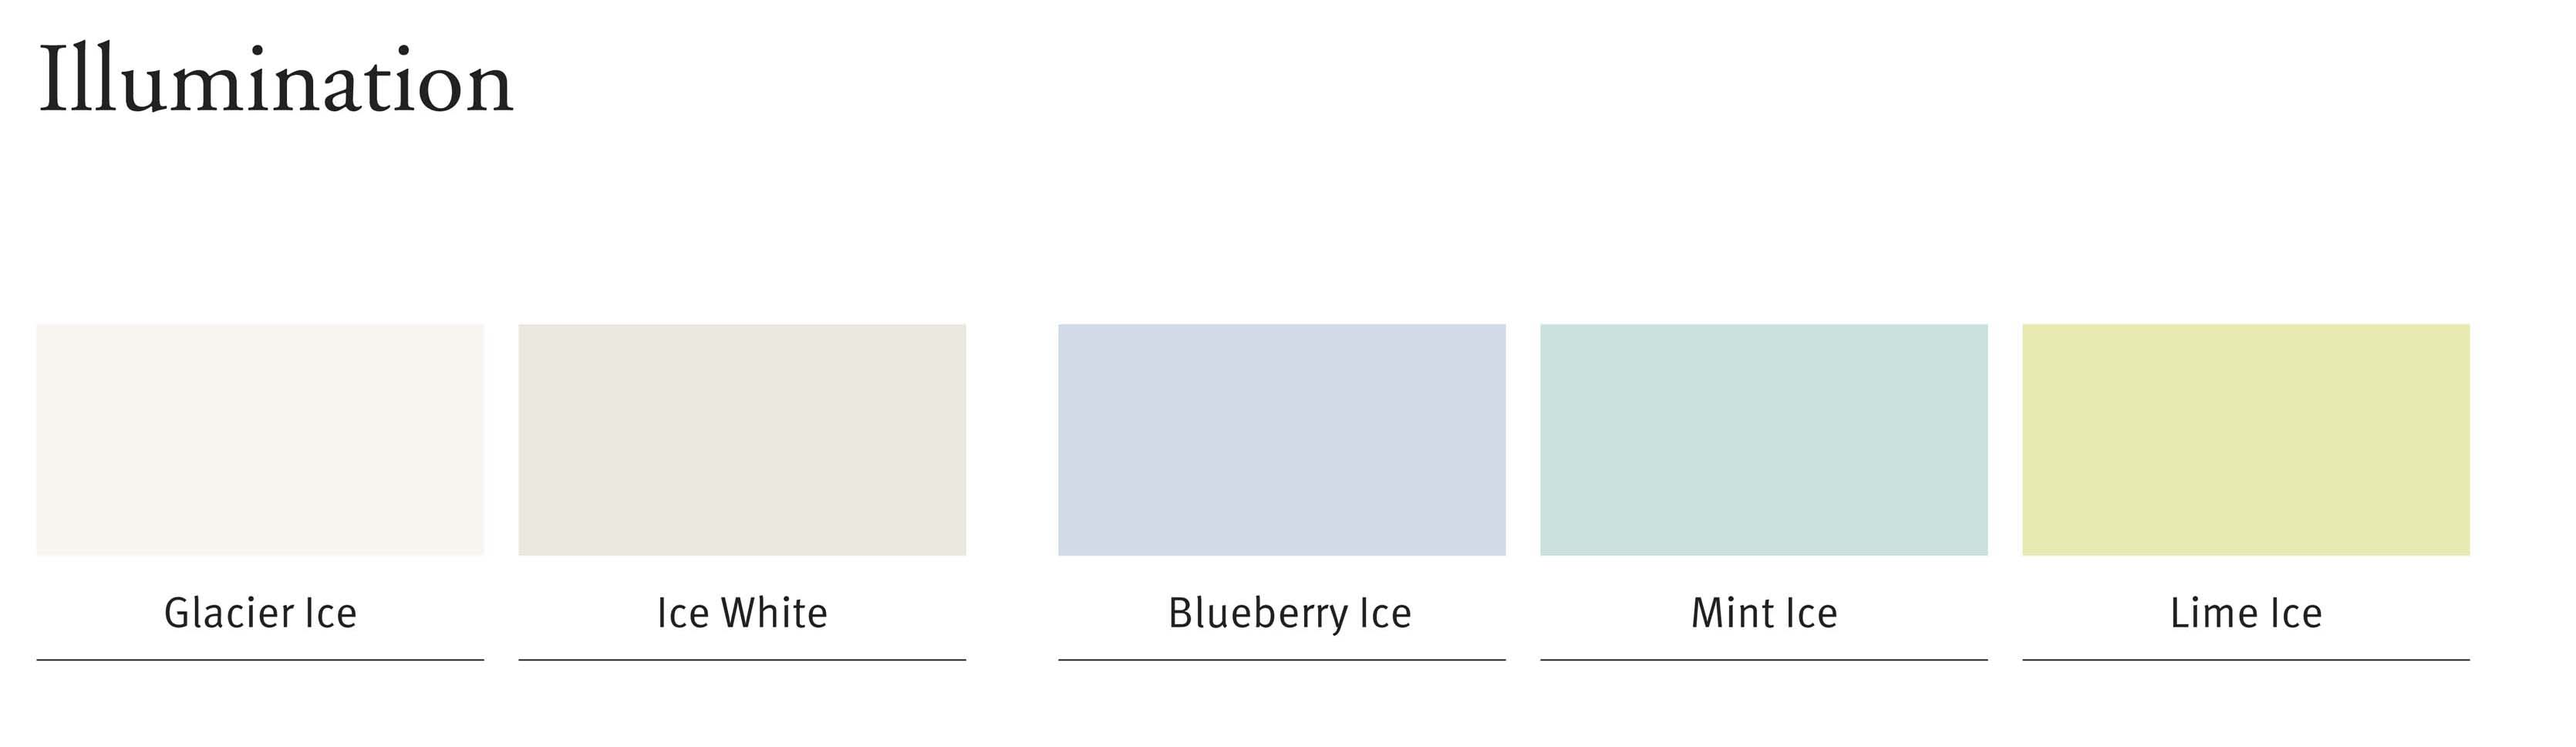 Illumination
Glacier Ice
Ice White
Blueberry Ice
Mint Ice
Lime Ice